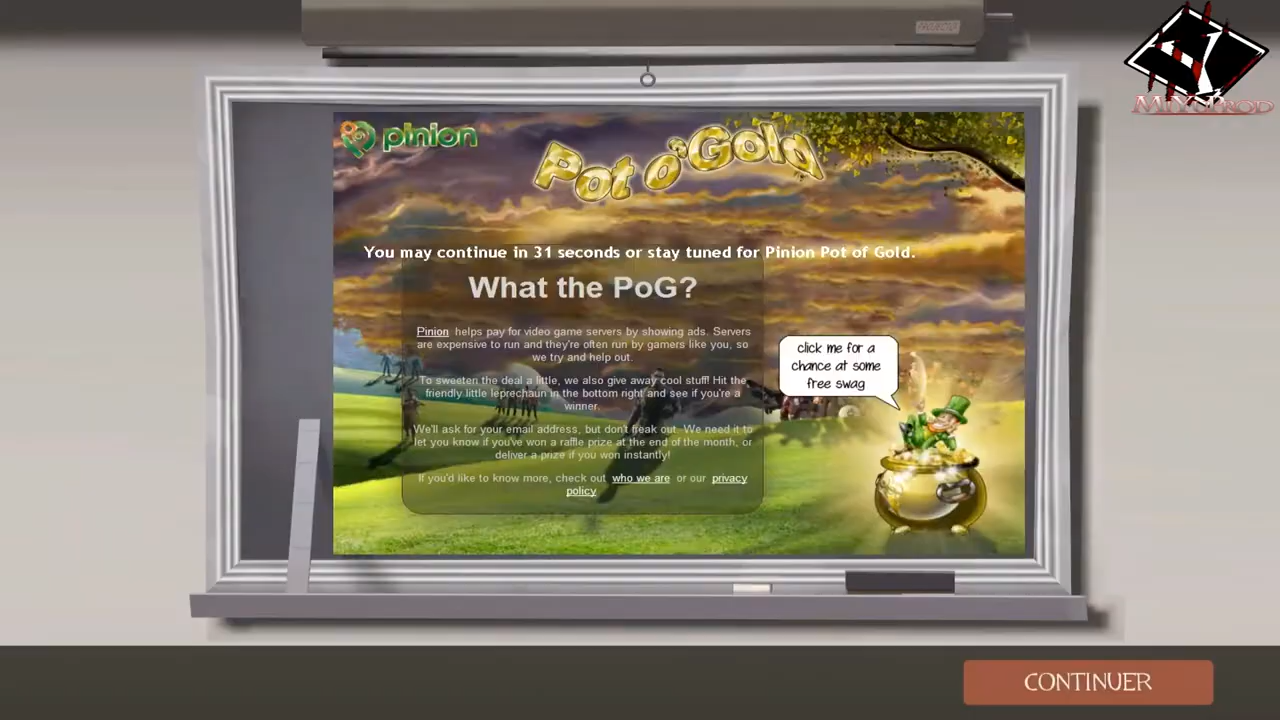 PROJECTO
MIYUPROD
pinion
Pot o' Gold
You may continue in 31 seconds or stay tuned for Pinion Pot of Gold.
What the PoG?
Pinion helps pay for video game servers by showing ads. Servers
are expensive to run and they're often run by gamers like you, so
we try and help out.
To sweeten the deal a little, we also give away cool stuff! Hit the
friendly little leprechaun in the bottom right and see if you're a
winner.
We'll ask for your email address, but don't freak out. We need it to
let you know if you've won a raffle prize at the end of the month, or
deliver a prize if you won instantly!
If you'd like to know more, check out who we are or our privacy
policy
click me for a
chance at some
free swag
CONTINUER